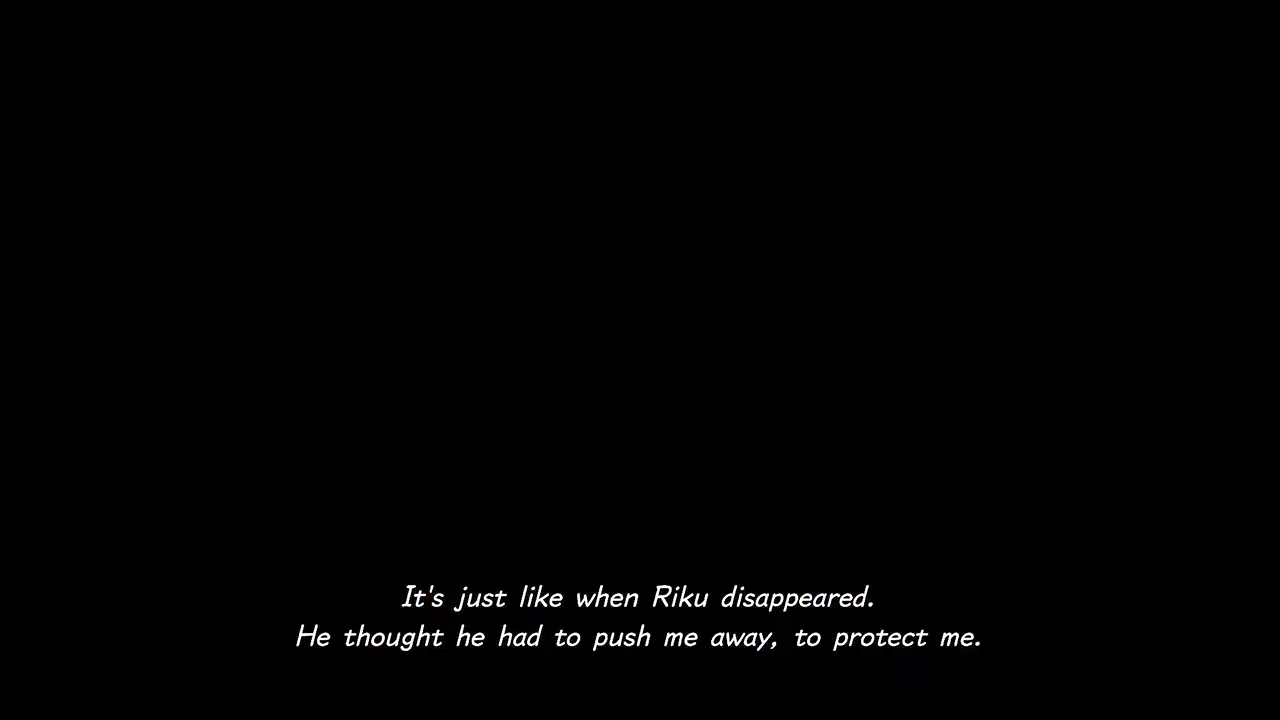 It's just like when Riku disappeared.
He thought he had to push me away, to protect me.